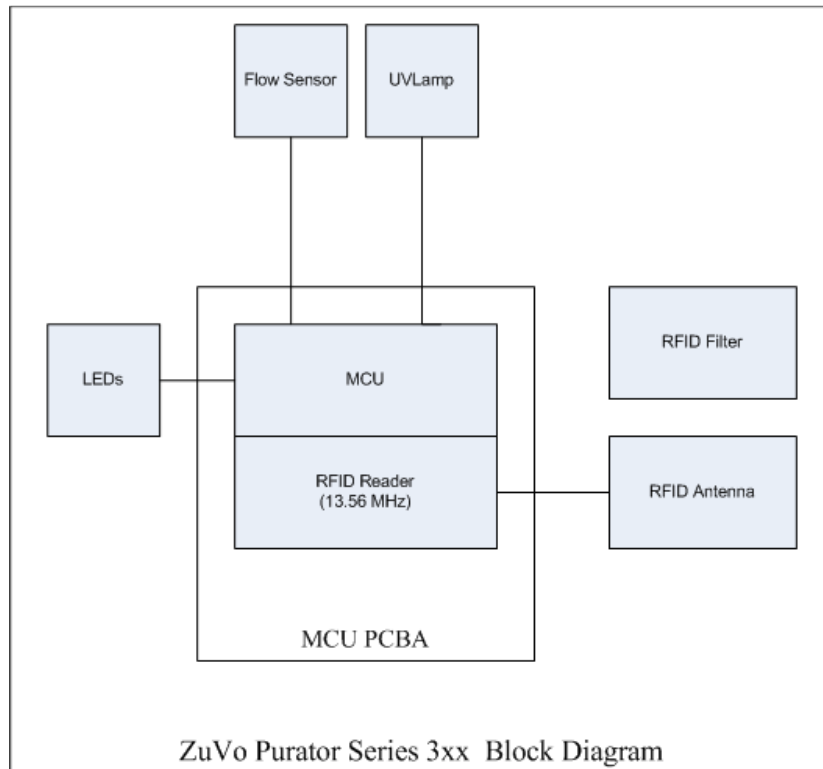 Flow Sensor
UVLamp
LEDs
MCU
RFID Filter
RFID Reader
(13.56 MHz)
RFID Antenna
MCU PCBA
ZuVo Purator Series 3xx Block Diagram